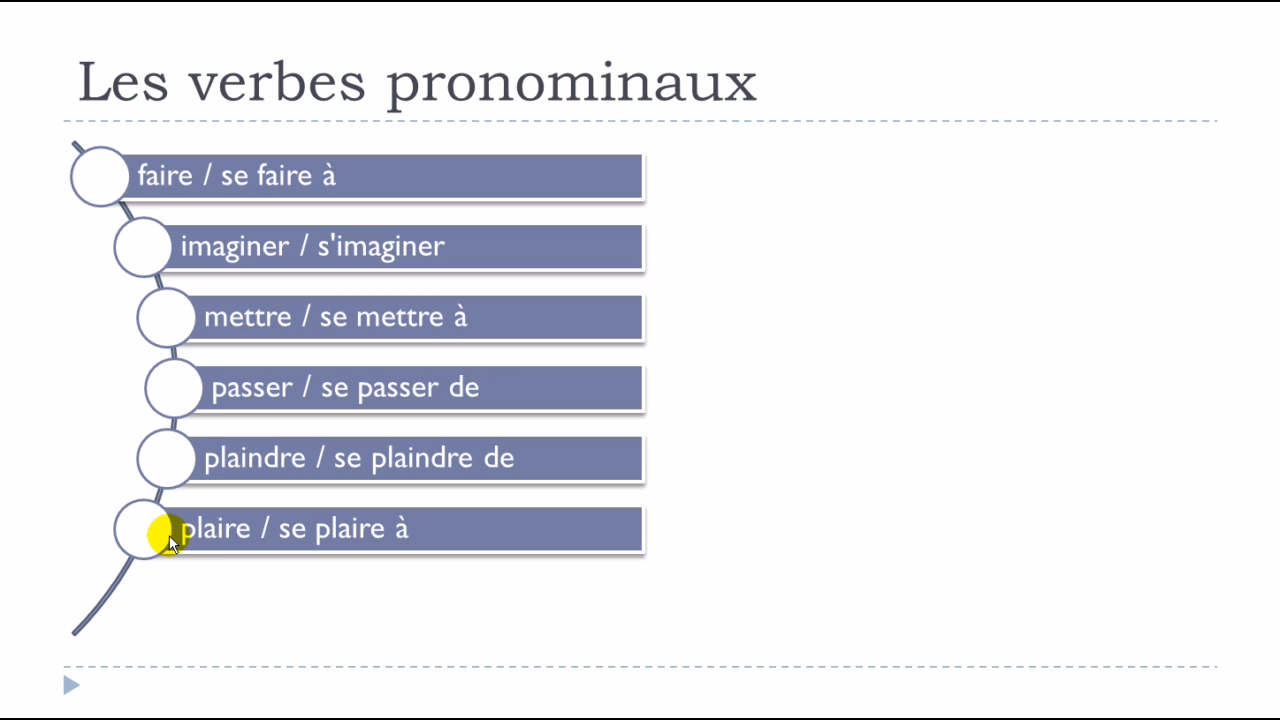 Les verbes pronominaux
faire / se faire à
imaginer / s'imaginer
mettre / se mettre à
passer / se passer de
plaindre / se plaindre de
plaire / se plaire à